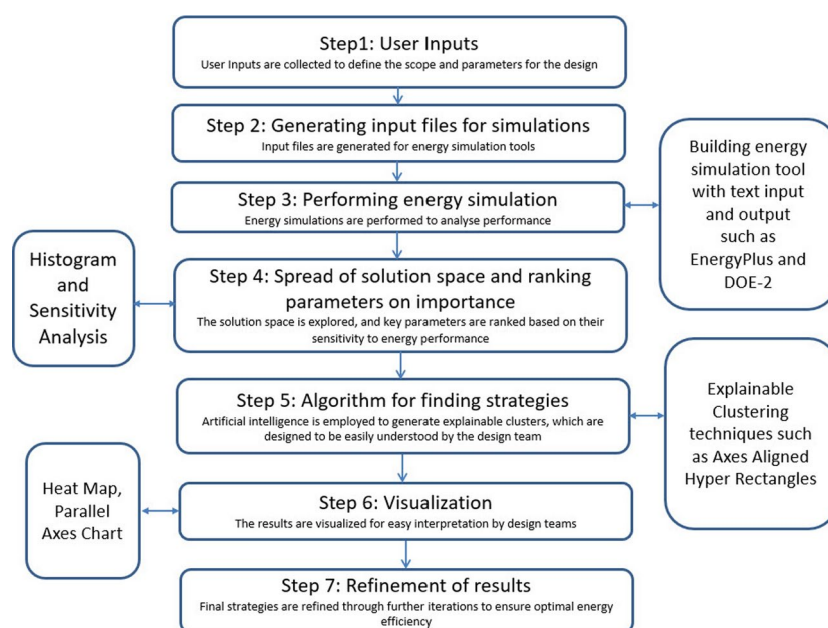 Step1: User Inputs
User Inputs are collected to define the scope and parameters for the design
Step 2: Generating input files for simulations
Input files are generated for energy simulation tools
Step 3: Performing energy simulation
Energy simulations are performed to analyse performance
Building energy
simulation tool
with text input
and output
such as
EnergyPlus and
DOE-2
Step 4: Spread of solution space and ranking
parameters on importance
The solution space is explored, and key parameters are ranked based on their
sensitivity to energy performance
Histogram
and
Sensitivity
Analysis
Step 5: Algorithm for finding strategies
Artificial intelligence is employed to generate explainable clusters, which are
designed to be easily understood by the design team
Explainable
Clustering
techniques such
as Axes Aligned
Hyper Rectangles
Step 6: Visualization
The results are visualized for easy interpretation by design teams
Heat Map,
Parallel
Axes Chart
Step 7: Refinement of results
Final strategies are refined through further iterations to ensure optimal energy
efficiency